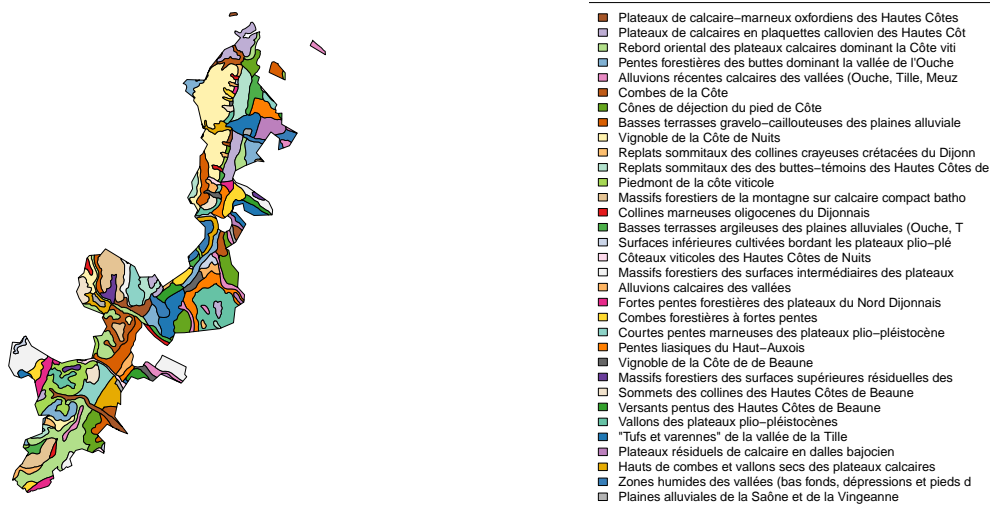 Plateaux de calcaire−marneux oxfordiens des Hautes Côtes
Plateaux de calcaires en plaquettes callovien des Hautes Côt
Rebord oriental des plateaux calcaires dominant la Côte viti
Pentes forestières des buttes dominant la vallée de l'Ouche
Alluvions récentes calcaires des vallées (Ouche, Tille, Meuz
Combes de la Côte
Cônes de déjection du pied de Côte
Basses terrasses gravelo−caillouteuses des plaines alluviale
Vignoble de la Côte de Nuits
Replats sommitaux des collines crayeuses crétacées du Dijonn
Replats sommitaux des des buttes−témoins des Hautes Côtes de
Piedmont de la côte viticole
Massifs forestiers de la montagne sur calcaire compact batho
Collines marneuses oligocenes du Dijonnais
Basses terrasses argileuses des plaines alluviales (Ouche, T
Surfaces inférieures cultivées bordant les plateaux plio−plé
Côteaux viticoles des Hautes Côtes de Nuits
Massifs forestiers des surfaces intermédiaires des plateaux
Alluvions calcaires des vallées
Fortes pentes forestières des plateaux du Nord Dijonnais
Combes forestières à fortes pentes
Courtes pentes marneuses des plateaux plio−pléistocène
Pentes liasiques du Haut−Auxois
Vignoble de la Côte de de Beaune
Massifs forestiers des surfaces supérieures résiduelles des
Sommets des collines des Hautes Côtes de Beaune
Versants pentus des Hautes Côtes de Beaune
Vallons des plateaux plio−pléistocènes
"Tufs et varennes" de la vallée de la Tille
Plateaux résiduels de calcaire en dalles bajocien
Hauts de combes et vallons secs des plateaux calcaires
Zones humides des vallées (bas fonds, dépressions et pieds d
Plaines alluviales de la Saône et de la Vingeanne